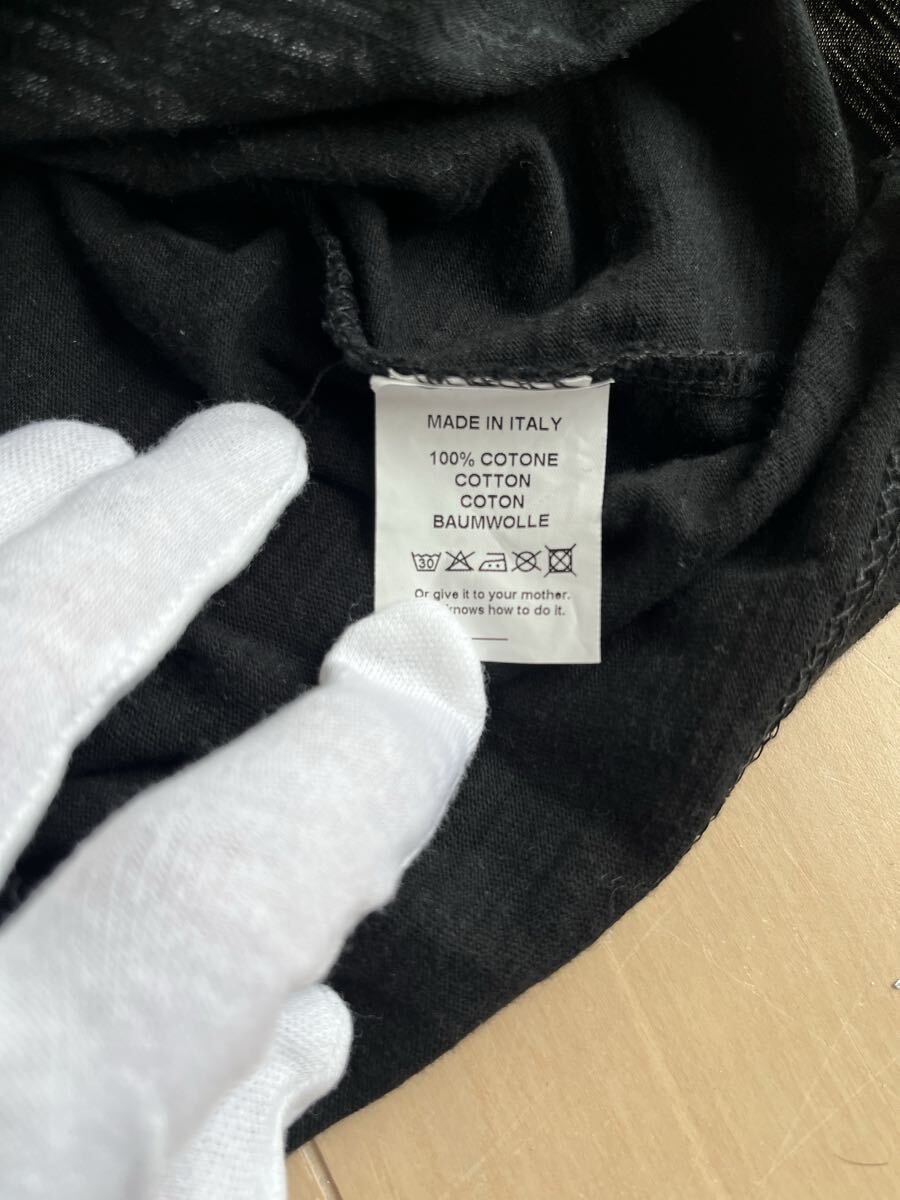 MADE IN ITALY
100% COTONE
COTTON
COTON
BAUMWOLLE
30
Or give it to your mother.
knows how to do it.